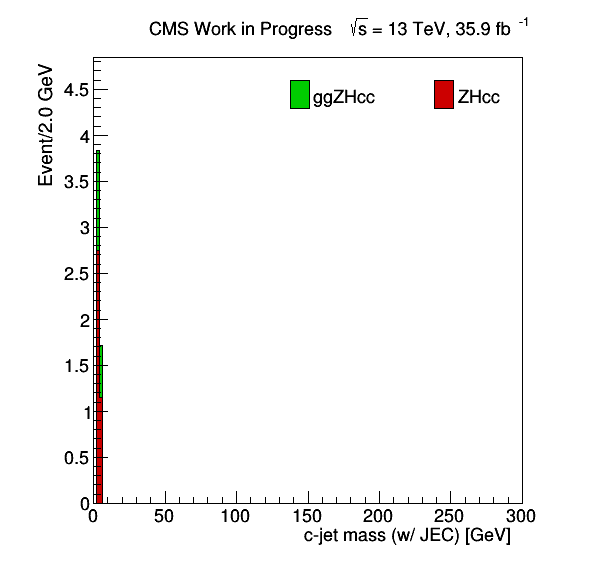 CMS Work in Progress √s = 13 TeV, 35.9 fb -1
Event/2.0 GeV
ggZHcc ZHcc
4.5
4
3.5
3
2.5
2
1.5
1
0.5
0
0 50 100 150 200 250 300
c-jet mass (w/ JEC) [GeV]